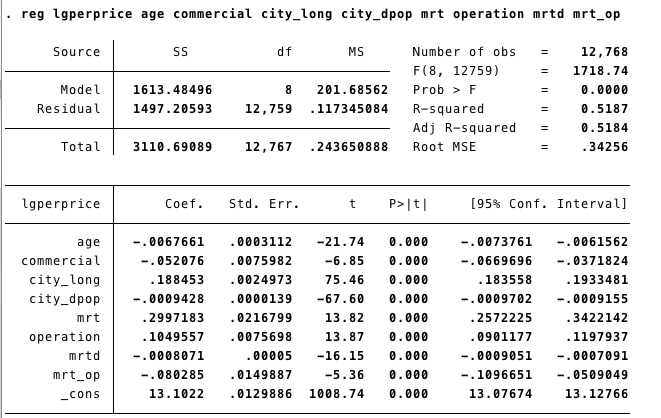 . reg lgperprice age commercial city_long city_dpop mrt operation mrtd mrt_op
Source SS df MS Number of obs = 12,768
F(8, 12759) = 1718.74
Model 1613.48496 8 201.68562 Prob > F = 0.0000
Residual 1497.20593 12,759 .117345084 R-squared = 0.5187
Adj R-squared = 0.5184
Total 3110.69089 12,767 .243650888 Root MSE = .34256
lgperprice Coef. Std. Err. t P>|t| [95% Conf. Interval]
age -.0067661 .0003112 -21.74 0.000 -.0073761 -.0061562
commercial -.052076 .0075982 -6.85 0.000 -.0669696 -.0371824
city_long .188453 .0024973 75.46 0.000 .183558 .1933481
city_dpop -.0009428 .0000139 -67.60 0.000 -.0009702 -.0009155
mrt .2997183 .0216799 13.82 0.000 .2572225 .3422142
operation .1049557 .0075698 13.87 0.000 .0901177 .1197937
mrtd -.0008071 .00005 -16.15 0.000 -.0009051 -.0007091
mrt_op -.080285 .0149887 -5.36 0.000 -.1096651 -.0509049
_cons 13.1022 .0129886 1008.74 0.000 13.07674 13.12766